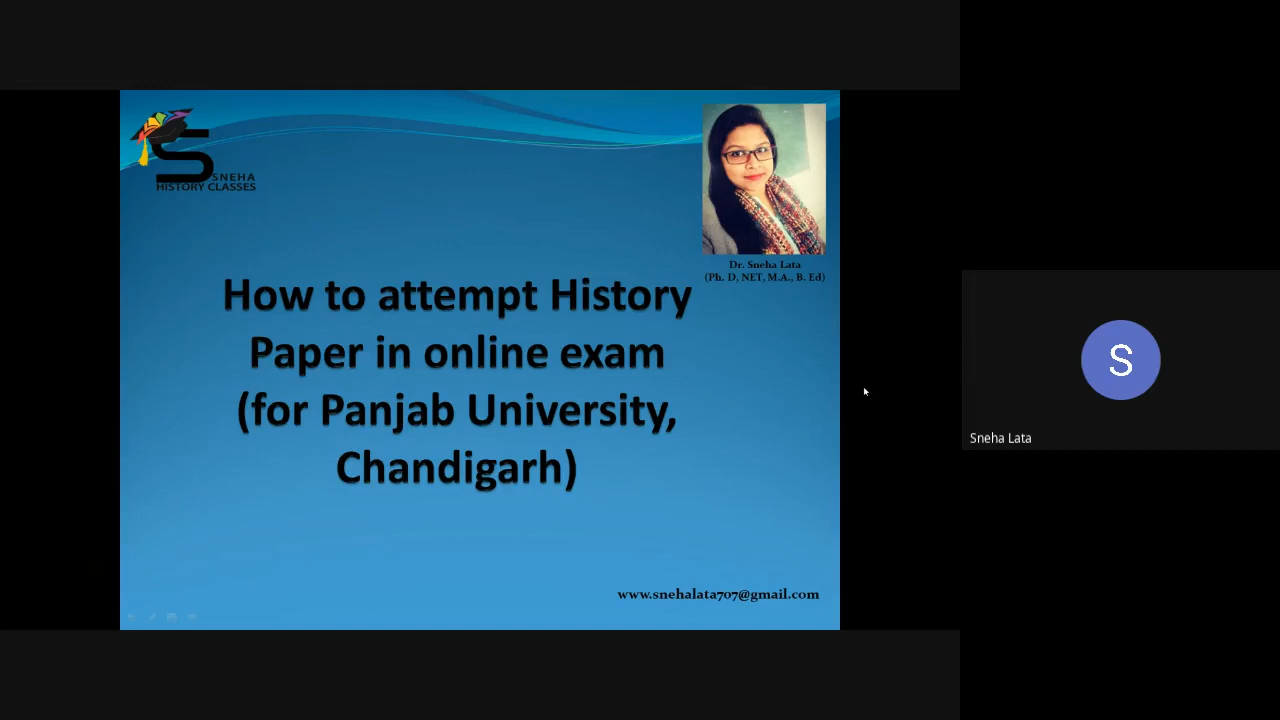 S
SNEHA
HISTORY CLASSES
Dr. Sneha Lata
(Ph. D, NET, M.A., B. Ed)
How to attempt History
Paper in online exam
(for Panjab University,
Chandigarh)
www.snehalata707@gmail.com
S
Sneha Lata